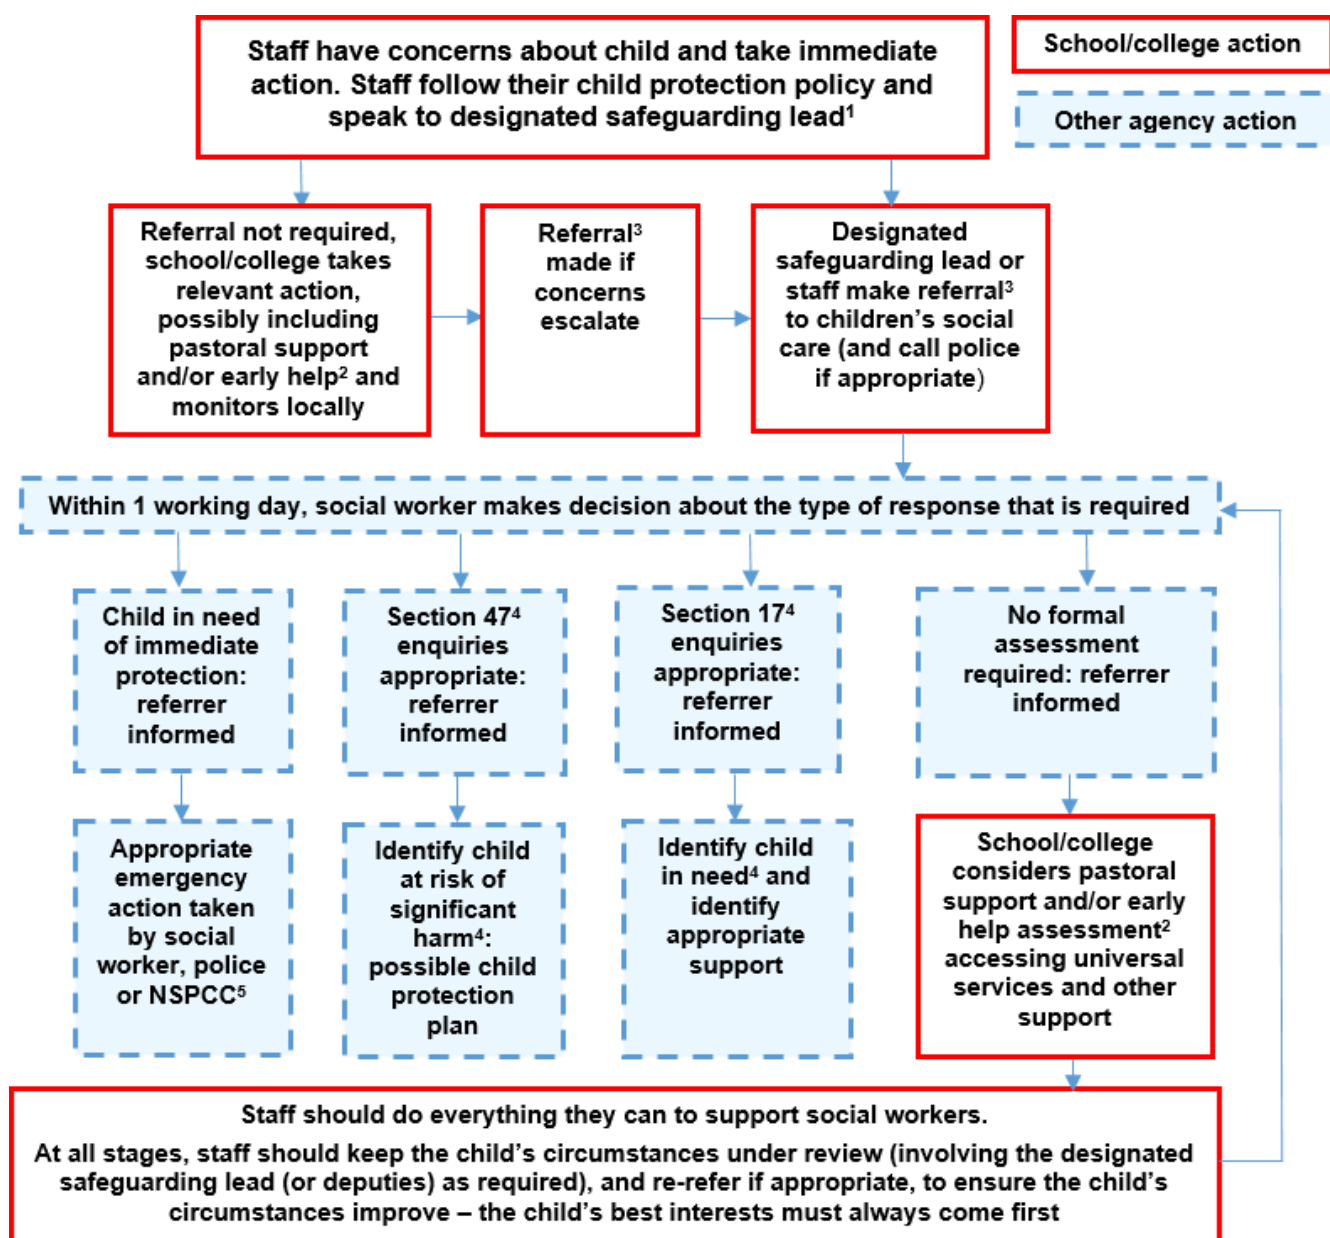 Staff have concerns about child and take immediate
action. Staff follow their child protection policy and
speak to designated safeguarding lead¹
School/college action
Other agency action
Referral not required,
school/college takes
relevant action,
possibly including
pastoral support
and/or early help² and
monitors locally
Referral³
made if
concerns
escalate
Designated
safeguarding lead or
staff make referral³
to children’s social
care (and call police
if appropriate)
Within 1 working day, social worker makes decision about the type of response that is required
Child in need
of immediate
protection:
referrer
informed
Section 47⁴
enquiries
appropriate:
referrer
informed
Section 17⁴
enquiries
appropriate:
referrer
informed
No formal
assessment
required: referrer
informed
Appropriate
emergency
action taken
by social
worker, police
or NSPCC⁵
Identify child
at risk of
significant
harm⁴:
possible child
protection
plan
Identify child
in need⁴ and
identify
appropriate
support
School/college
considers pastoral
support and/or early
help assessment²
accessing universal
services and other
support
Staff should do everything they can to support social workers.
At all stages, staff should keep the child’s circumstances under review (involving the designated
safeguarding lead (or deputies) as required), and re-refer if appropriate, to ensure the child’s
circumstances improve – the child’s best interests must always come first